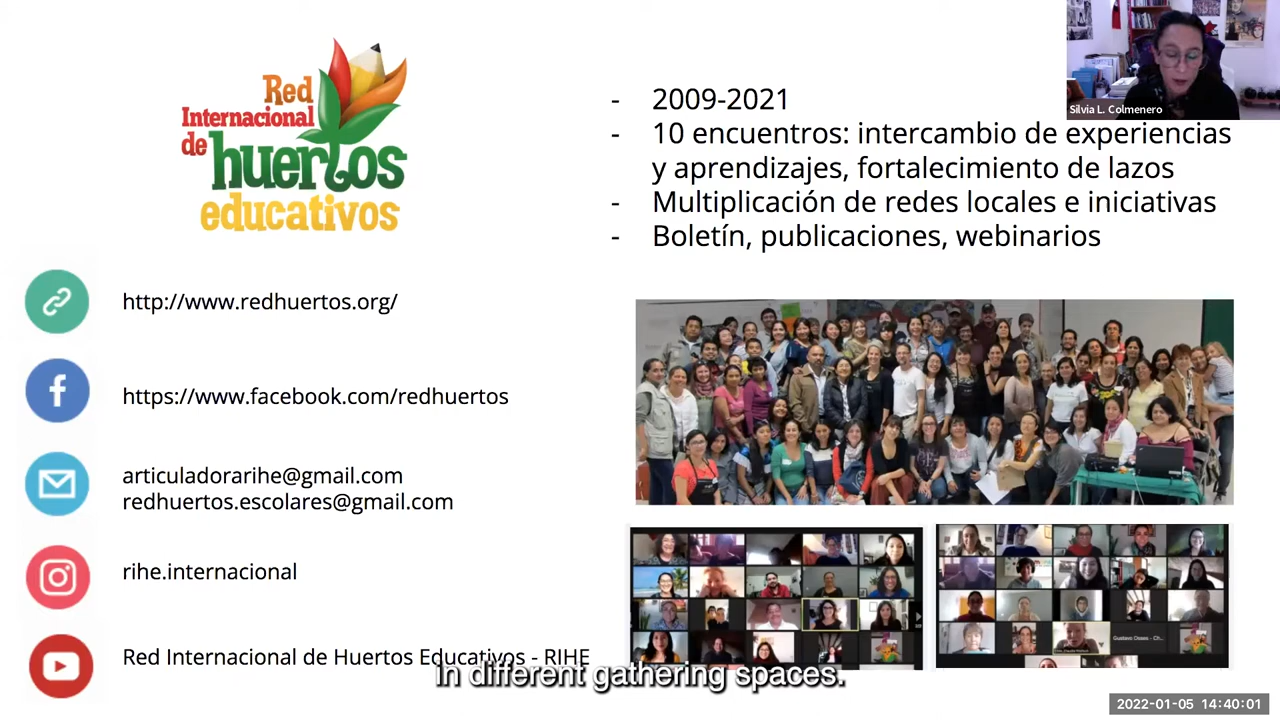 Red
Internacional
de huertos
educativos
- 2009-2021
- 10 encuentros: intercambio de experiencias
y aprendizajes, fortalecimiento de lazos
- Multiplicación de redes locales e iniciativas
- Boletín, publicaciones, webinarios
Silvia L. Colmenero
http://www.redhuertos.org/
https://www.facebook.com/redhuertos
articuladorarihe@gmail.com
redhuertos.escolares@gmail.com
rihe.internacional
Red Internacional de Huertos Educativos - RIHE
In different gathering spaces.
2022-01-05 14:40:01